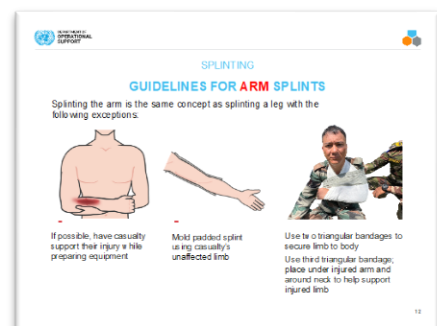 DEPARTMENT OF
OPERATIONAL
SUPPORT
SPLINTING
GUIDELINES FOR ARM SPLINTS
Splinting the arm is the same concept as splinting a leg with the
following exceptions:
If possible, have casualty
support their injury while
preparing equipment
Mold padded splint
using casualty's
unaffected limb
Use two triangular bandages to
secure limb to body
Use third triangular bandage;
place under injured arm and
around neck to help support
injured limb
12